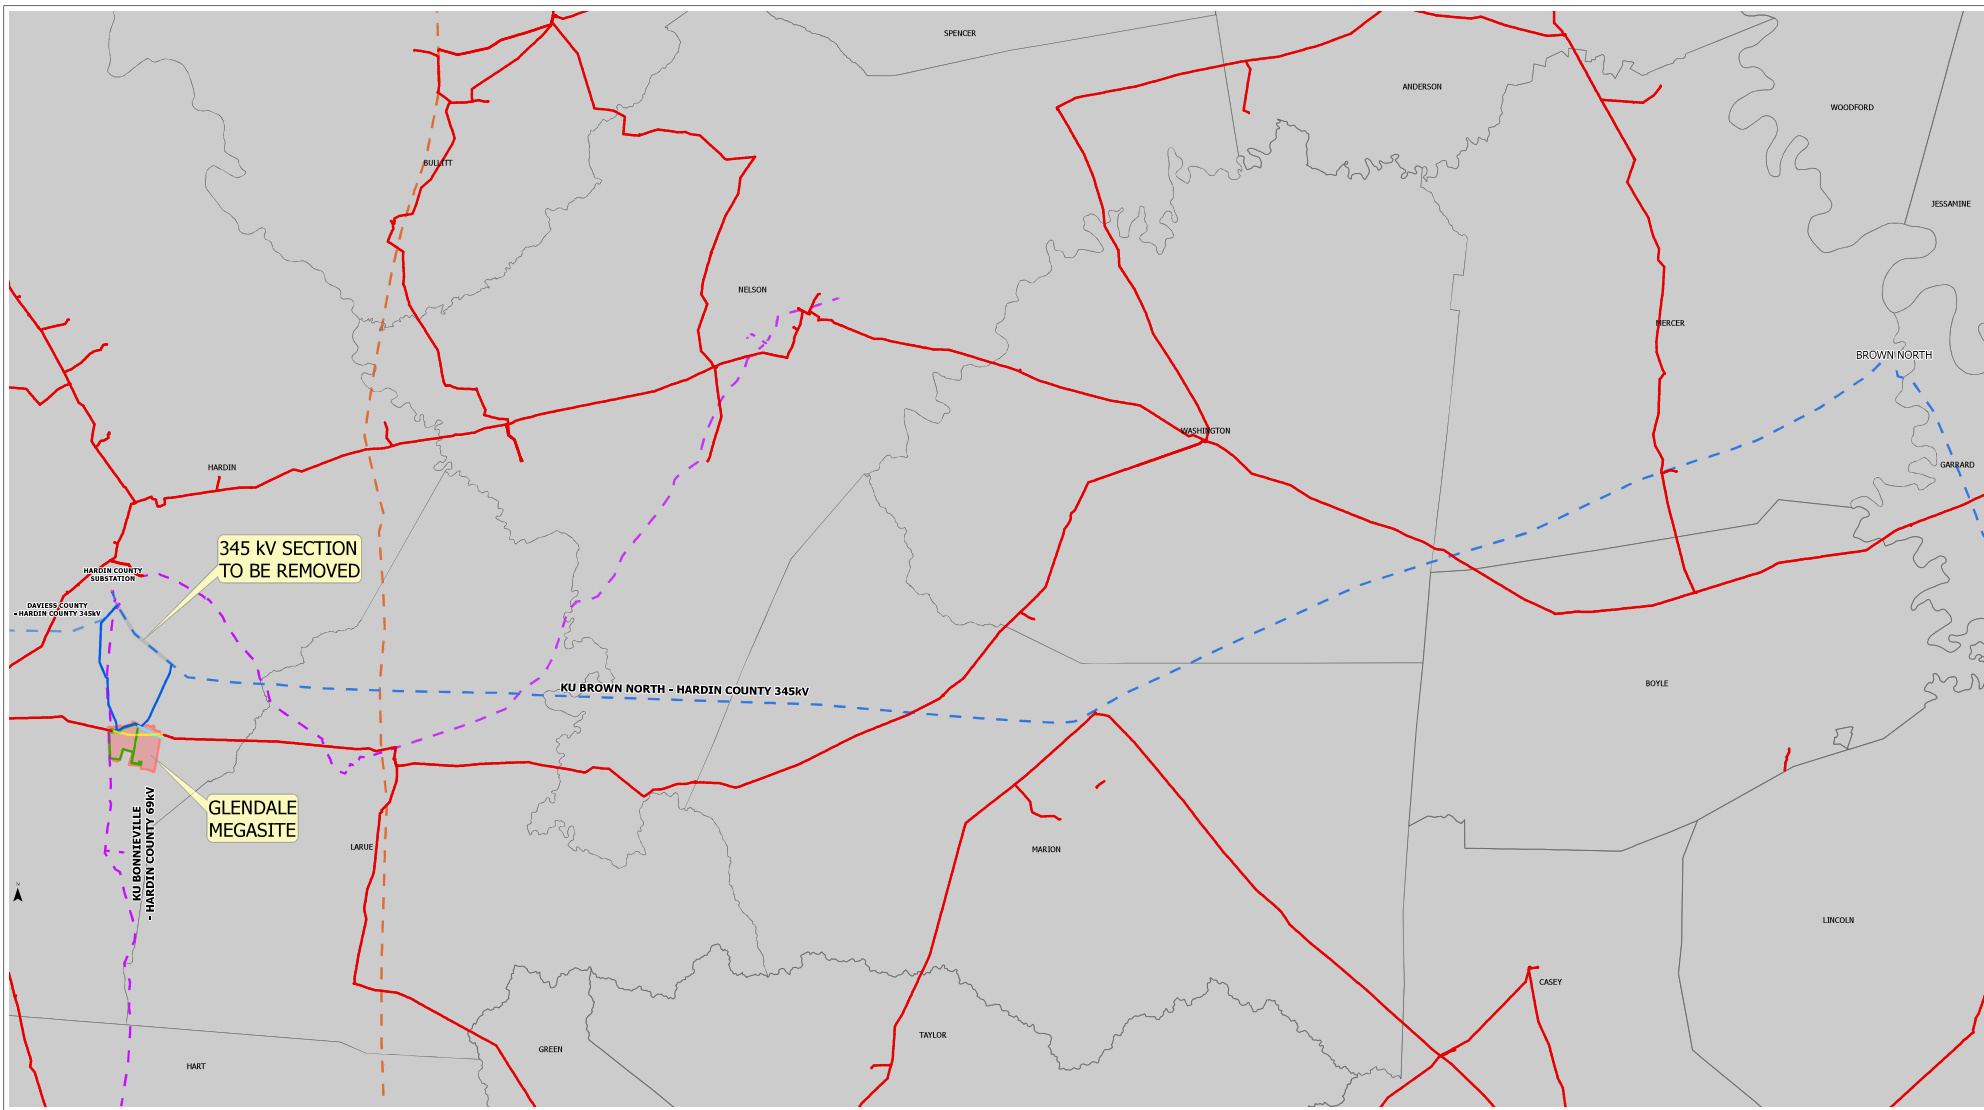 SPENCER
ANDERSON
WOODFORD
BULLITT
JESSAMINE
NELSON
MERCER
BROWN NORTH
WASHINGTON
GARRARD
HARDIN
345 kV SECTION
TO BE REMOVED
HARDIN COUNTY
SUBSTATION
DAVIESS COUNTY
- HARDIN COUNTY 345kV
KU BROWN NORTH - HARDIN COUNTY 345kV
BOYLE
GLENDALE
MEGASITE
KU BONNIEVILLE
- HARDIN COUNTY 69kV
LARUE
MARION
N
LINCOLN
CASEY
TAYLOR
GREEN
HART